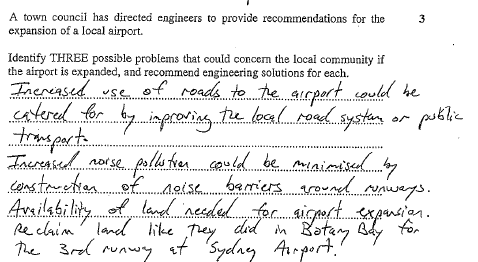 A town council has directed engineers to provide recommendations for the 3
expansion of a local airport.
Identify THREE possible problems that could concern the local community if
the airport is expanded, and recommend engineering solutions for each.
Increased use of roads to the airport could be
catered for by improving the local road system or public
transport.
Increased noise pollution could be minimised by
construction of noise barriers around runways.
Availability of land needed for airport expansion.
Reclaim land like they did in Botany Bay for
the 3rd runway at Sydney Airport.